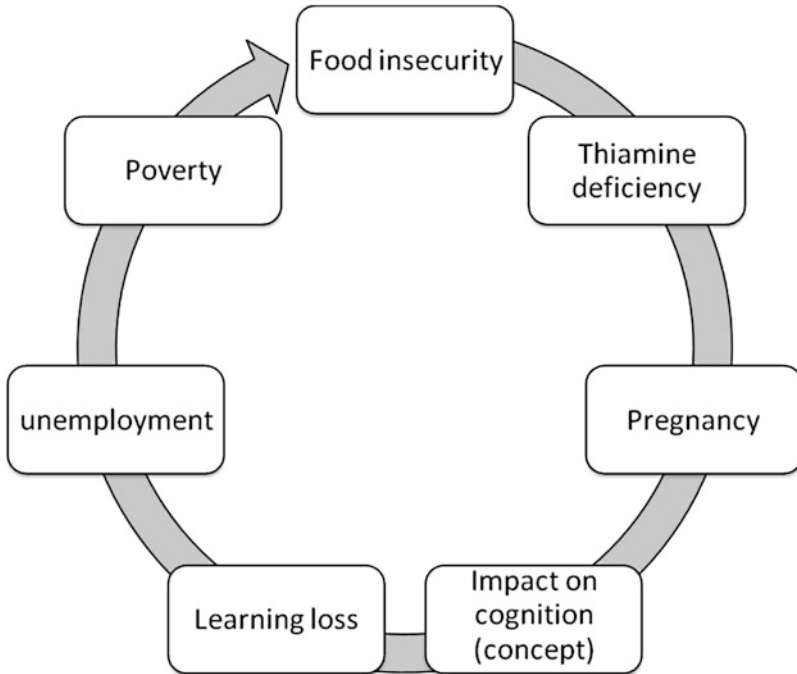 Food insecurity
Thiamine
deficiency
Pregnancy
Impact on
cognition
(concept)
Learning loss
unemployment
Poverty